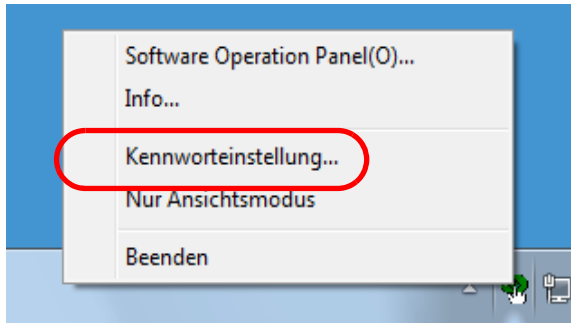 Software Operation Panel(O)...
Info...
Kennworteinstellung...
Nur Ansichtsmodus
Beenden